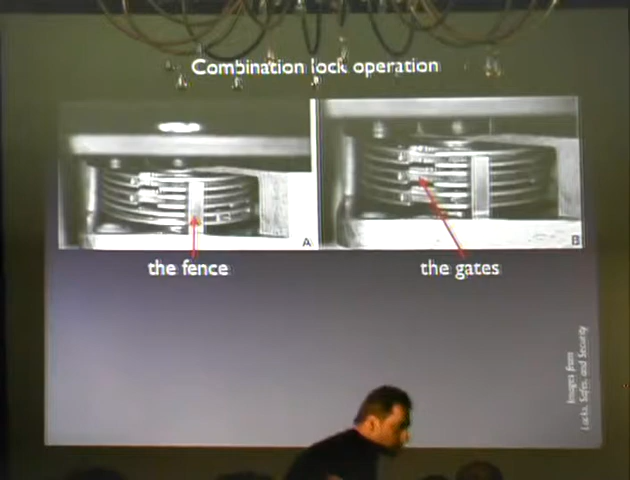 Combination lock operation
A
B
the fence
the gates
Images from
Locks, Safes, and Security